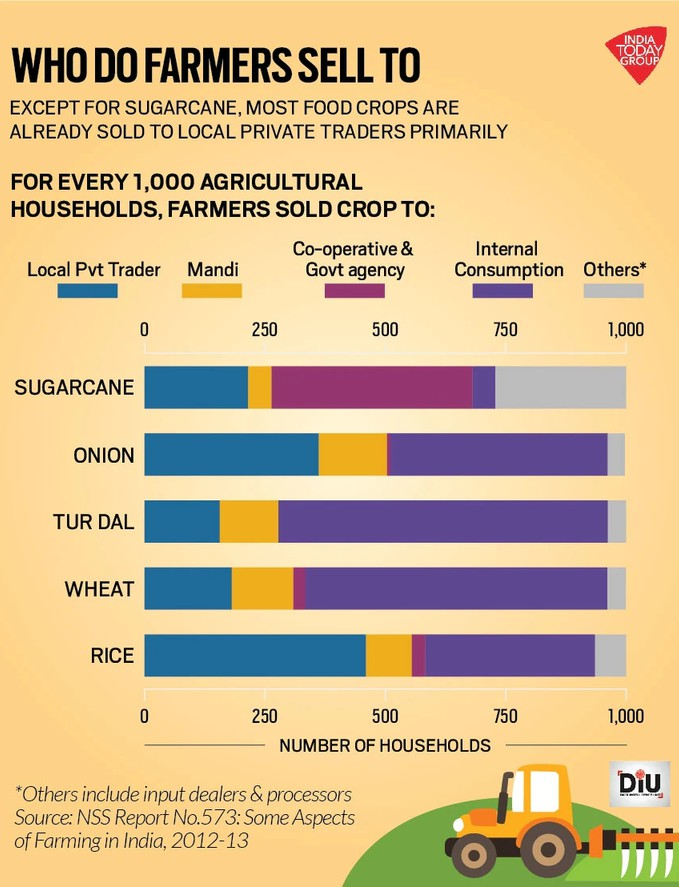 INDIA
TODAY
GROUP
WHO DO FARMERS SELL TO
EXCEPT FOR SUGARCANE, MOST FOOD CROPS ARE
ALREADY SOLD TO LOCAL PRIVATE TRADERS PRIMARILY
FOR EVERY 1,000 AGRICULTURAL
HOUSEHOLDS, FARMERS SOLD CROP TO:
Local Pvt Trader
Mandi
Co-operative &
Govt agency
Internal
Consumption
Others*
0 250 500 750 1,000
SUGARCANE
ONION
TUR DAL
WHEAT
RICE
0 250 500 750 1,000
NUMBER OF HOUSEHOLDS
*Others include input dealers & processors
Source: NSS Report No.573: Some Aspects
of Farming in India, 2012-13
DiU